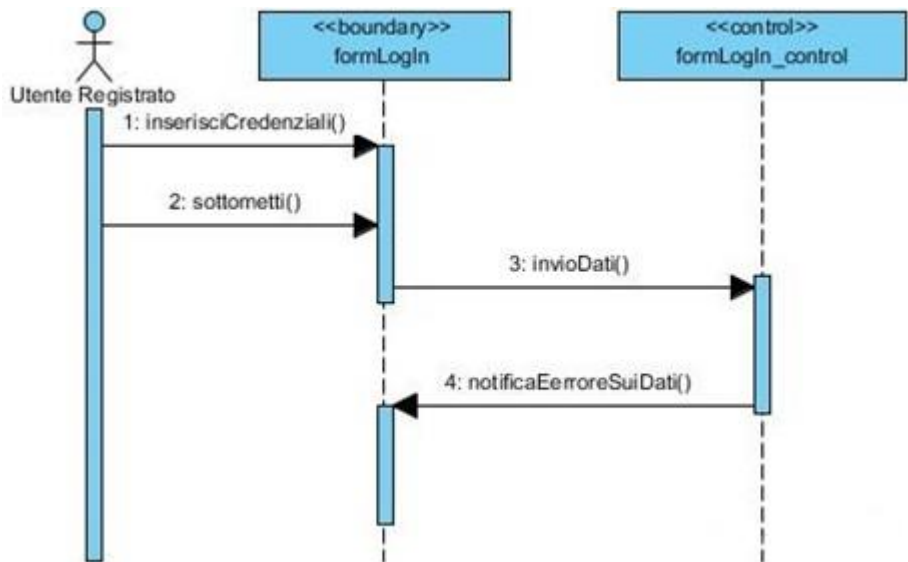 <<boundary>>
formLogIn
<<control>>
formLogIn_control
Utente Registrato
1: inserisciCredenziali()
2: sottometti()
3: invioDati()
4: notificaEerroreSuiDati()